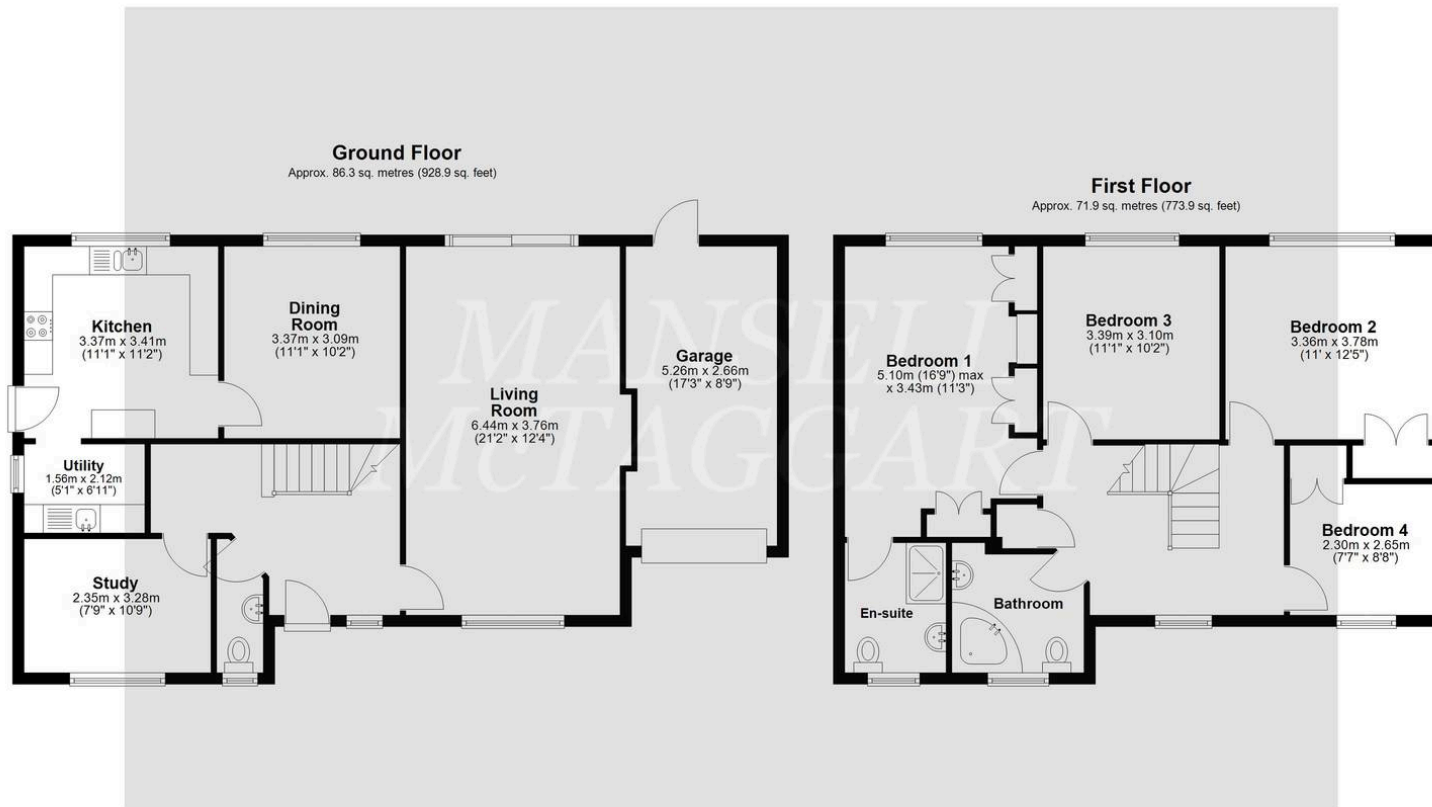 Ground Floor
Approx. 86.3 sq. metres (928.9 sq. feet)
Kitchen
3.37m x 3.41m
(11'1" x 11'2")
Dining
Room
3.37m x 3.09m
(11'1" x 10'2")
Living
Room
6.44m x 3.76m
(21'2" x 12'4")
Garage
5.26m x 2.66m
(17'3" x 8'9")
Utility
1.56m x 2.12m
(5'1" x 6'11")
Study
2.35m x 3.28m
(7'9" x 10'9")
First Floor
Approx. 71.9 sq. metres (773.9 sq. feet)
Bedroom 1
5.10m (16'9") max
x 3.43m (11'3")
Bedroom 3
3.39m x 3.10m
(11'1" x 10'2")
Bedroom 2
3.36m x 3.78m
(11' x 12'5")
Bedroom 4
2.30m x 2.65m
(7'7" x 8'8")
En-suite
Bathroom
MANSELL
McTAGGART